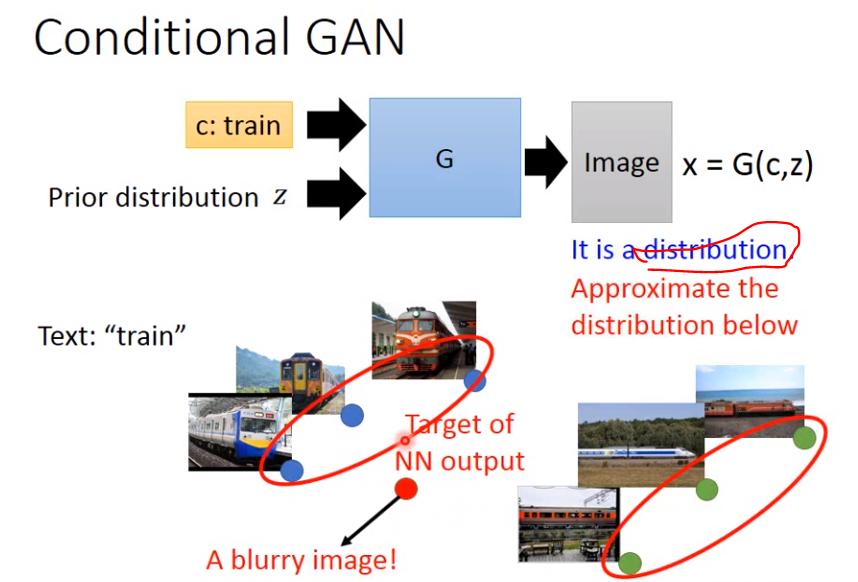 Conditional GAN
c: train
G
Image
x = G(c,z)
Prior distribution z
It is a distribution.
Approximate the
distribution below
Text: “train”
Target of
NN output
A blurry image!